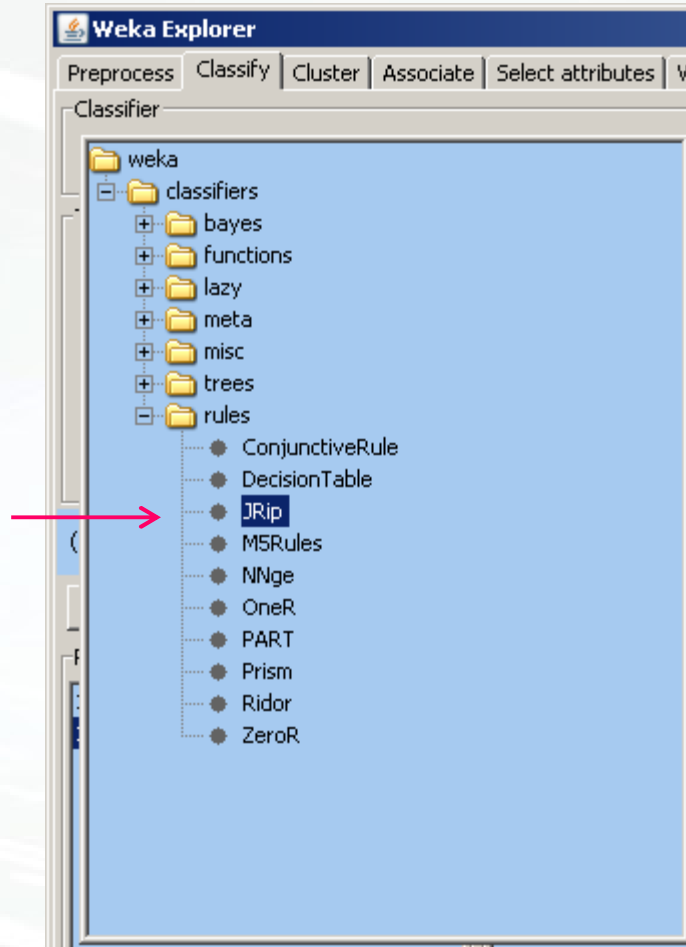 Weka Explorer
Preprocess Classify Cluster Associate Select attributes
Classifier
weka
classifiers
bayes
functions
lazy
meta
misc
trees
rules
ConjunctiveRule
DecisionTable
JRip
M5Rules
NNge
OneR
PART
Prism
Ridor
ZeroR